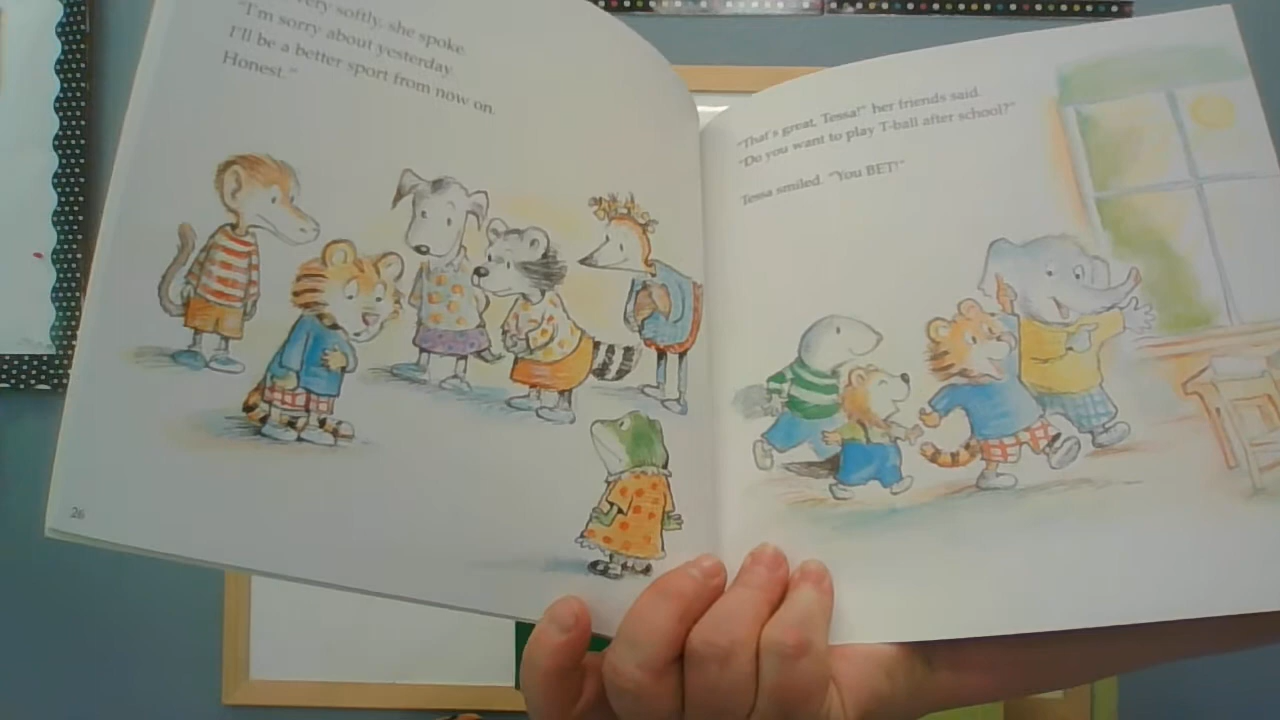 very softly, she spoke.
"I'm sorry about yesterday.
I'll be a better sport from now on.
Honest."
26
"That's great, Tessa!" her friends said.
"Do you want to play T-ball after school?"
Tessa smiled. "You BET!"